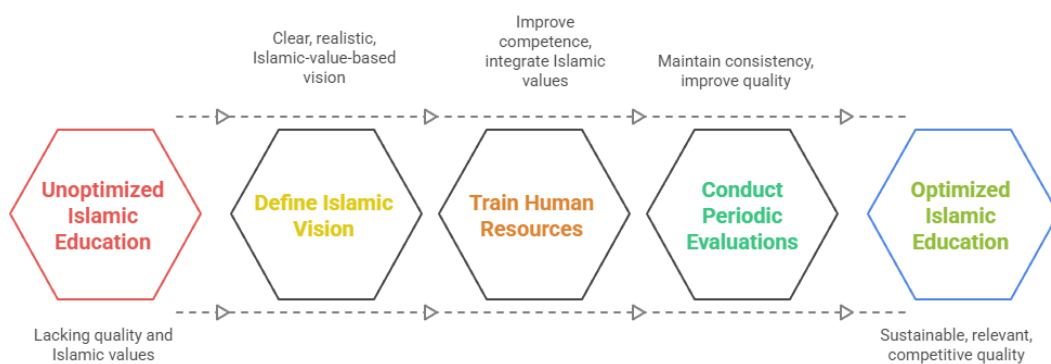 Clear, realistic,
Islamic-value-based
vision
Improve
competence,
integrate Islamic
values
Maintain consistency,
improve quality
Unoptimized
Islamic
Education
Define Islamic
Vision
Train Human
Resources
Conduct
Periodic
Evaluations
Optimized
Islamic
Education
Lacking quality and
Islamic values
Sustainable, relevant,
competitive quality